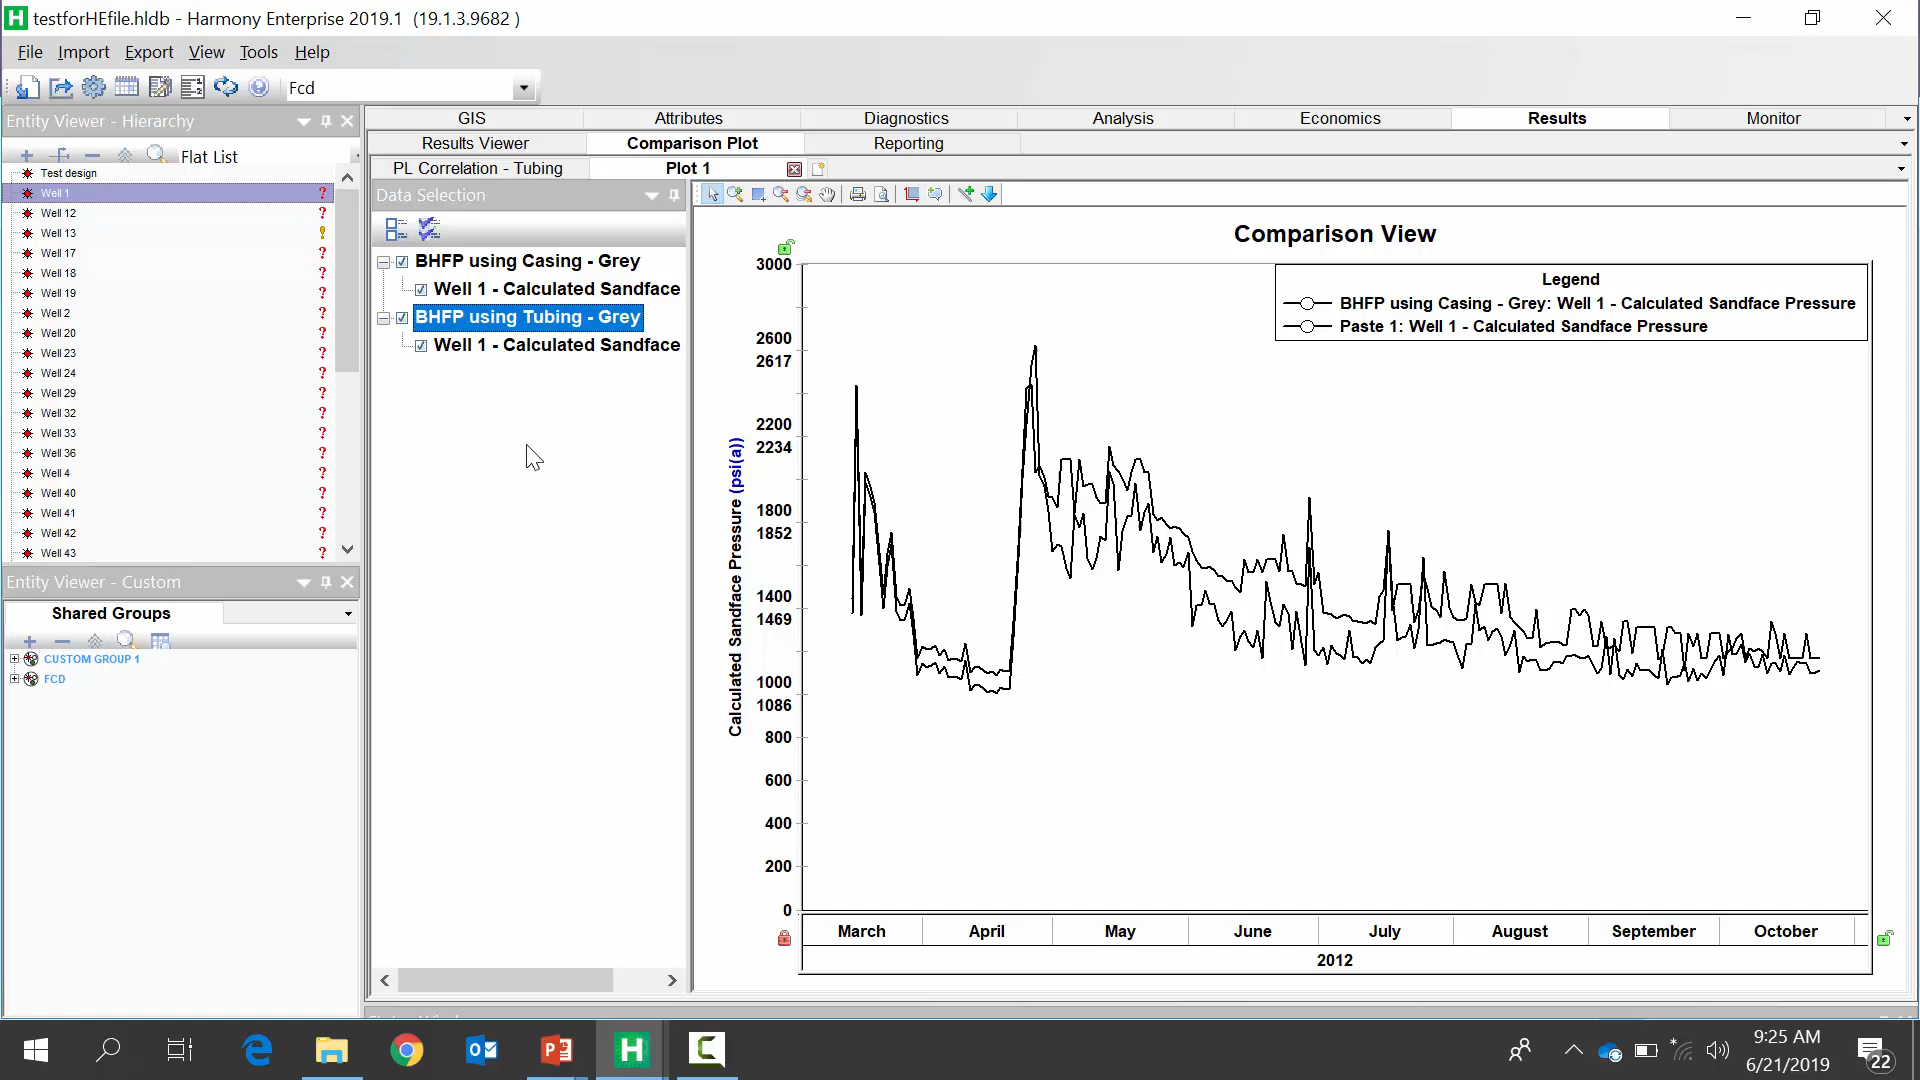 testforHEfile.hldb - Harmony Enterprise 2019.1 (19.1.3.9682 )
File Import Export View Tools Help
Fcd
Entity Viewer - Hierarchy
Flat List
Test design
Well 1
Well 12
Well 13
Well 17
Well 18
Well 19
Well 2
Well 20
Well 23
Well 24
Well 29
Well 32
Well 33
Well 36
Well 4
Well 40
Well 41
Well 42
Well 43
Entity Viewer - Custom
Shared Groups
CUSTOM GROUP 1
FCD
GIS Attributes Diagnostics Analysis Economics Results Monitor
Results Viewer Comparison Plot Reporting
PL Correlation - Tubing Plot 1
Data Selection
BHFP using Casing - Grey
Well 1 - Calculated Sandface
BHFP using Tubing - Grey
Well 1 - Calculated Sandface
Comparison View
Legend
BHFP using Casing - Grey: Well 1 - Calculated Sandface Pressure
Paste 1: Well 1 - Calculated Sandface Pressure
Calculated Sandface Pressure (psi(a))
3000
2600
2617
2200
2234
1800
1852
1400
1469
1000
1086
800
600
400
200
0
March April May June July August September October
2012
9:25 AM
6/21/2019
22